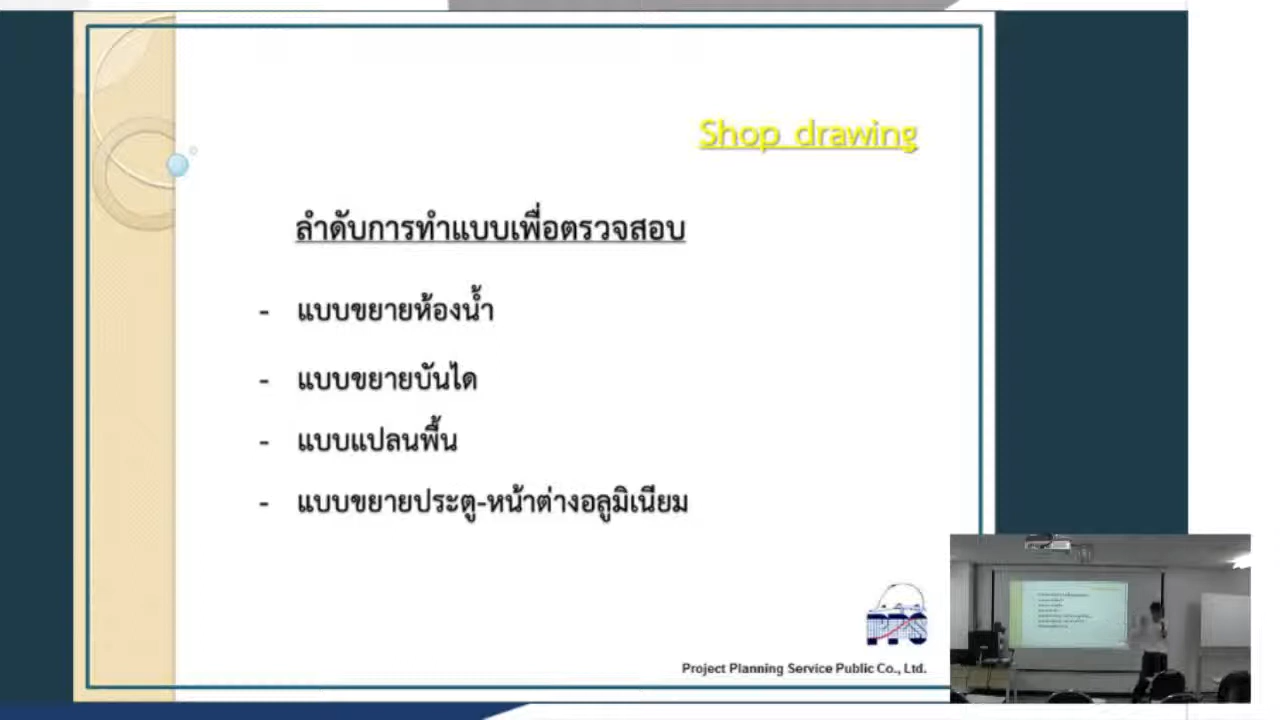 Shop drawing
ลำดับการทำแบบเพื่อตรวจสอบ
- แบบขยายห้องน้ำ
- แบบขยายบันได
- แบบแปลนพื้น
- แบบขยายประตู-หน้าต่างอลูมิเนียม
PPS
Project Planning Service Public Co., Ltd.